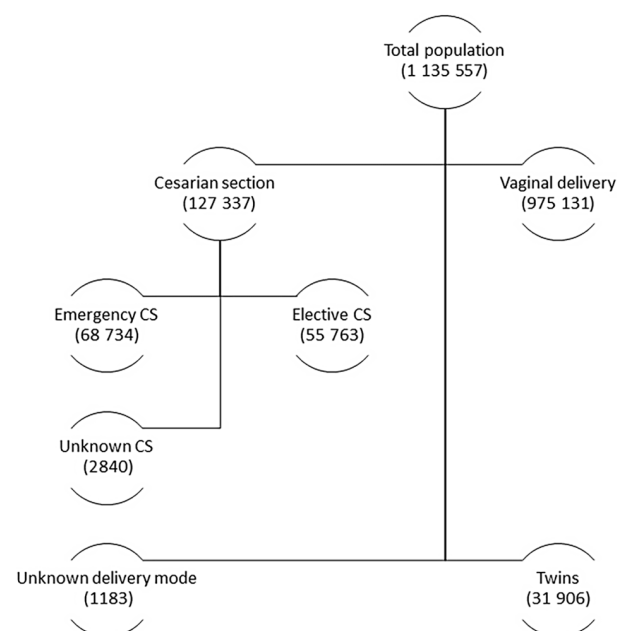 Total population
(1 135 557)
Cesarian section
(127 337)
Vaginal delivery
(975 131)
Emergency CS
(68 734)
Elective CS
(55 763)
Unknown CS
(2840)
Unknown delivery mode
(1183)
Twins
(31 906)